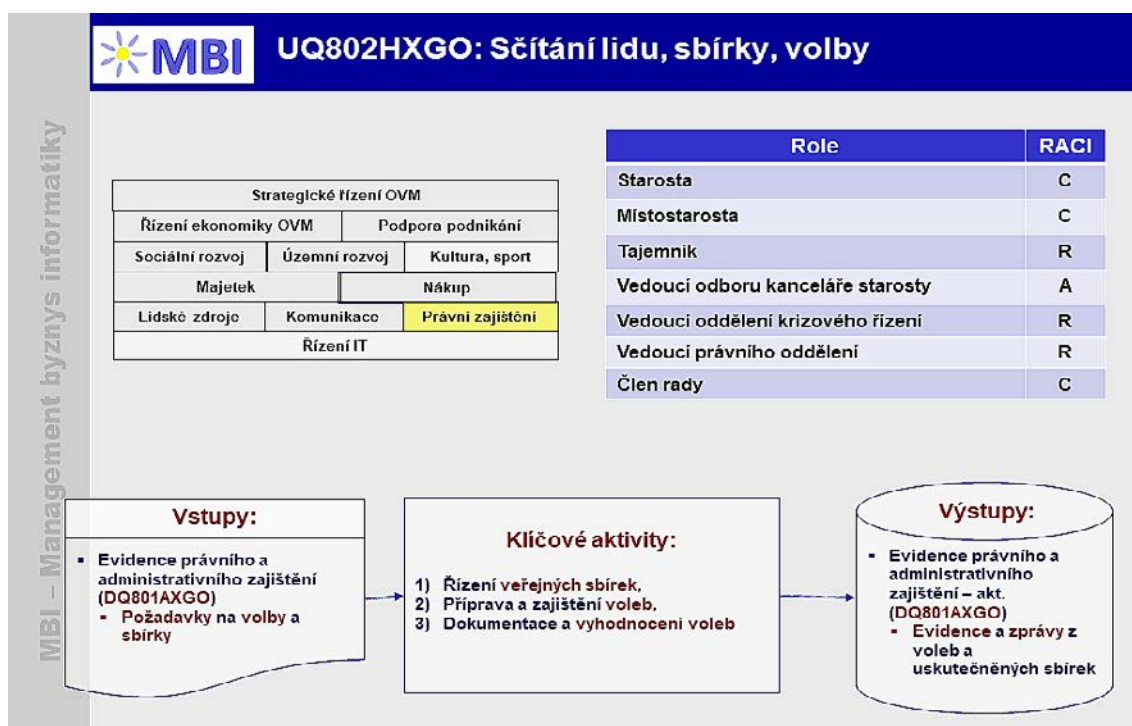 MBI
UQ802HXGO: Sčítání lidu, sbírky, volby
MBI – Management byznys informatiky
Strategické řízení OVM
Řízení ekonomiky OVM
Podpora podnikání
Sociální rozvoj
Územní rozvoj
Kultura, sport
Majetek
Nákup
Lidské zdroje
Komunikace
Právní zajištění
Řízení IT
Role RACI
Starosta C
Místostarosta C
Tajemník R
Vedoucí odboru kanceláře starosty A
Vedoucí oddělení krizového řízení R
Vedoucí právního oddělení R
Člen rady C
Vstupy:
▪ Evidence právního a
administrativního zajištění
(DQ801AXGO)
▪ Požadavky na volby a
sbírky
Klíčové aktivity:
1) Řízení veřejných sbírek,
2) Příprava a zajištění voleb,
3) Dokumentace a vyhodnocení voleb
Výstupy:
▪ Evidence právního a
administrativního
zajištění – akt.
(DQ801AXGO)
▪ Evidence a zprávy z
voleb a
uskutečněných sbírek